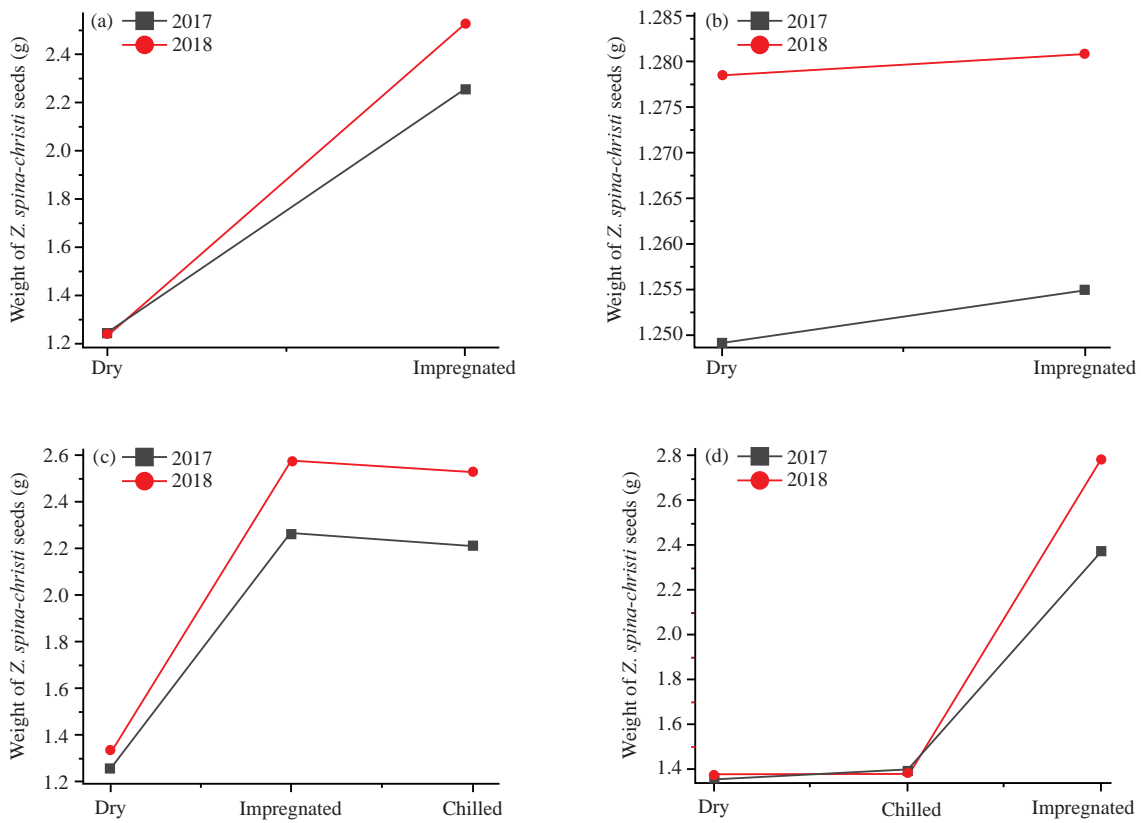 (a)
2017
2018
Weight of Z. spina-christi seeds (g)
2.4
2.2
2.0
1.8
1.6
1.4
1.2
Dry
Impregnated
(b)
2017
2018
Weight of Z. spina-christi seeds (g)
1.285
1.280
1.275
1.270
1.265
1.260
1.255
1.250
Dry
Impregnated
(c)
2017
2018
Weight of Z. spina-christi seeds (g)
2.6
2.4
2.2
2.0
1.8
1.6
1.4
1.2
Dry
Impregnated
Chilled
(d)
2017
2018
Weight of Z. spina-christi seeds (g)
2.8
2.6
2.4
2.2
2.0
1.8
1.6
1.4
Dry
Chilled
Impregnated